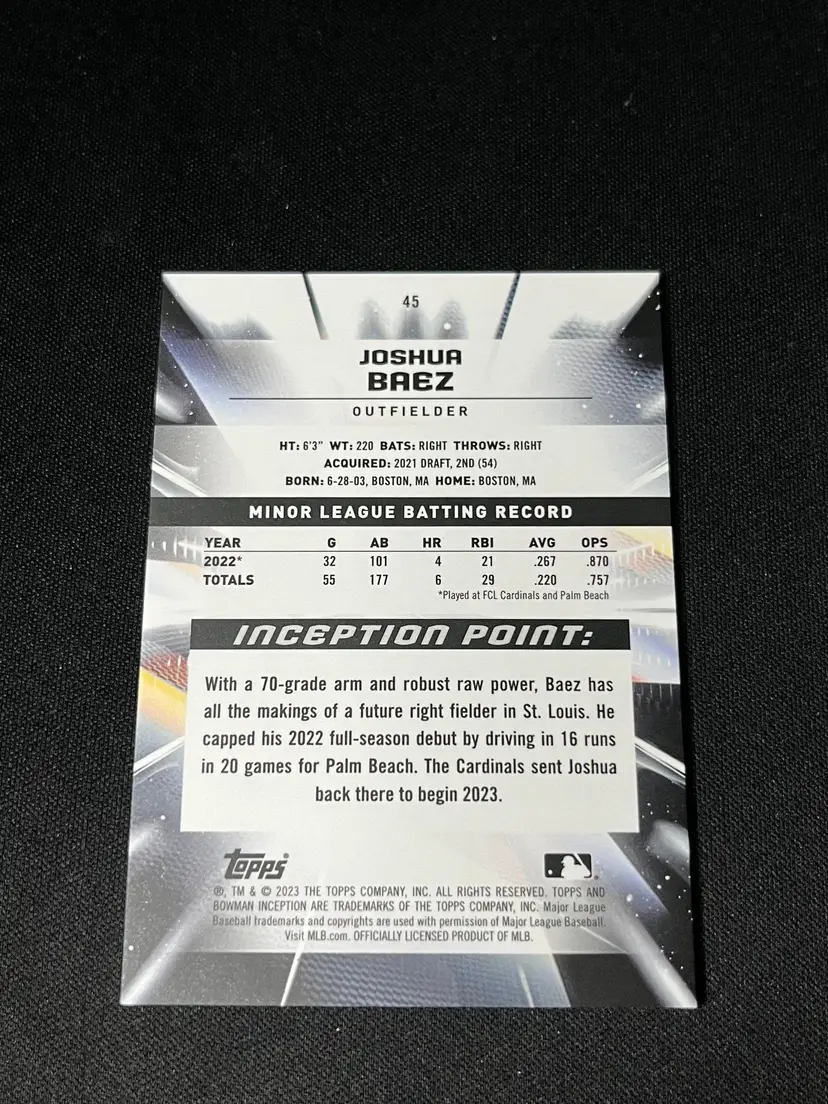 45
JOSHUA
BAEZ
OUTFIELDER
HT: 6'3" WT: 220 BATS: RIGHT THROWS: RIGHT
ACQUIRED: 2021 DRAFT, 2ND (54)
BORN: 6-28-03, BOSTON, MA HOME: BOSTON, MA
MINOR LEAGUE BATTING RECORD
YEAR G AB HR RBI AVG OPS
2022* 32 101 4 21 .267 .870
TOTALS 55 177 6 29 .220 .757
*Played at FCL Cardinals and Palm Beach
INCEPTION POINT:
With a 70-grade arm and robust raw power, Baez has
all the makings of a future right fielder in St. Louis. He
capped his 2022 full-season debut by driving in 16 runs
in 20 games for Palm Beach. The Cardinals sent Joshua
back there to begin 2023.
Topps
®, TM & © 2023 THE TOPPS COMPANY, INC. ALL RIGHTS RESERVED. TOPPS AND
BOWMAN INCEPTION ARE TRADEMARKS OF THE TOPPS COMPANY, INC. Major League
Baseball trademarks and copyrights are used with permission of Major League Baseball.
Visit MLB.com. OFFICIALLY LICENSED PRODUCT OF MLB.